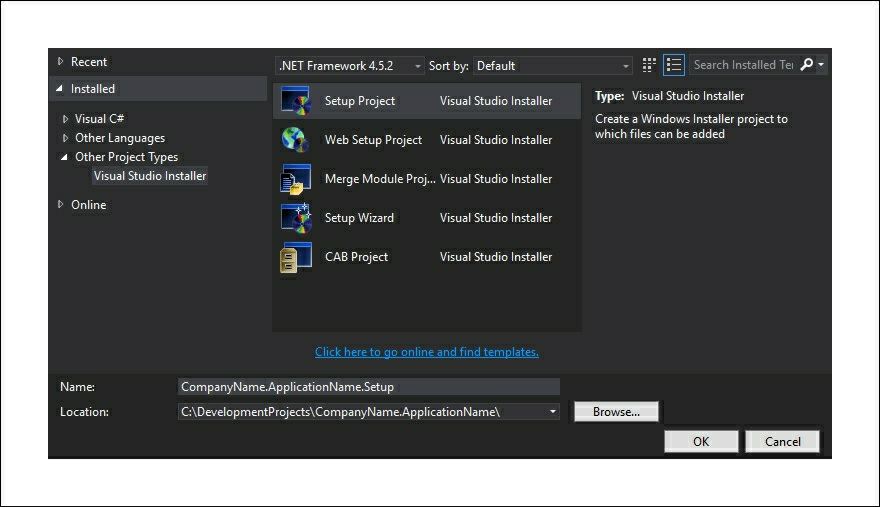 Recent
.NET Framework 4.5.2
Sort by:
Default
Search Installed Te
Installed
Visual C#
Other Languages
Other Project Types
Visual Studio Installer
Online
Setup Project Visual Studio Installer
Web Setup Project Visual Studio Installer
Merge Module Proj... Visual Studio Installer
Setup Wizard Visual Studio Installer
CAB Project Visual Studio Installer
Type: Visual Studio Installer
Create a Windows Installer project to
which files can be added
Click here to go online and find templates.
Name: CompanyName.ApplicationName.Setup
Location: C:\DevelopmentProjects\CompanyName.ApplicationName\
Browse...
OK
Cancel